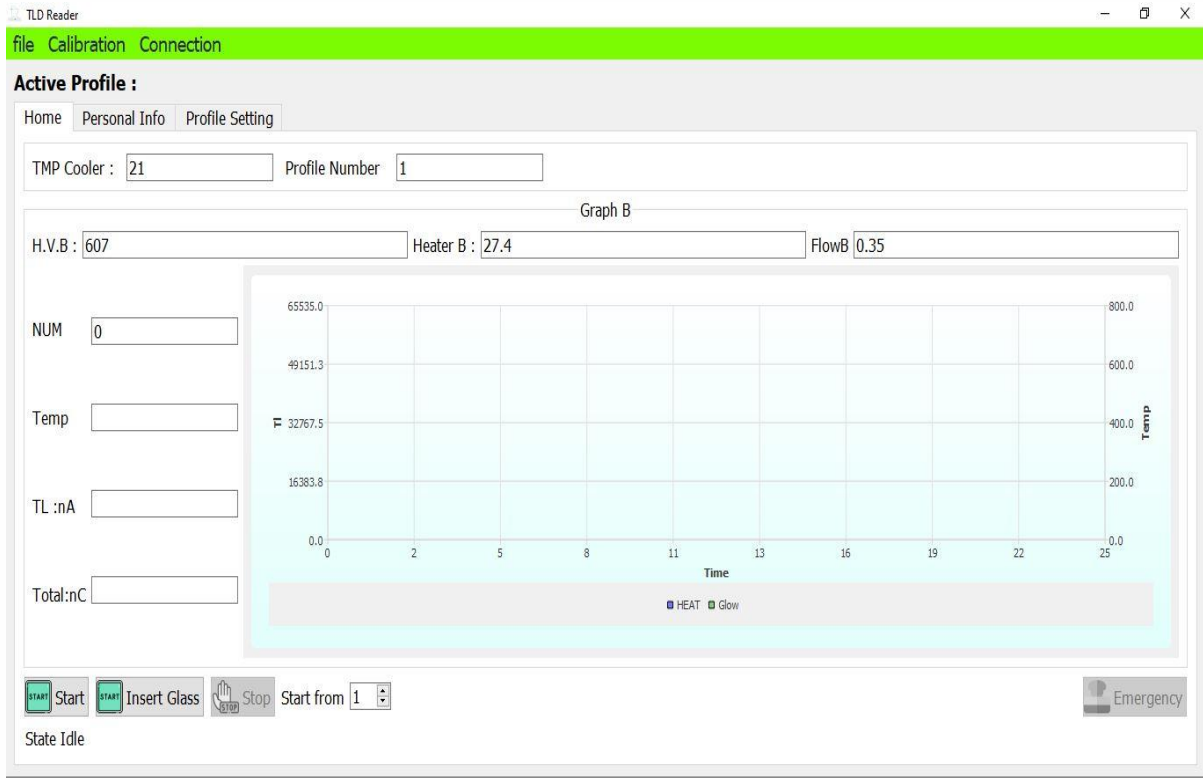 TLD Reader
file Calibration Connection
Active Profile :
Home Personal Info Profile Setting
TMP Cooler : 21 Profile Number 1
Graph B
H.V.B : 607 Heater B : 27.4 FlowB 0.35
NUM 0
Temp
TL :nA
Total:nC
65535.0
49151.3
32767.5
16383.8
0.0
Tl
800.0
600.0
400.0
200.0
0.0
Temp
0 2 5 8 11 13 16 19 22 25
Time
HEAT Glow
START Start START Insert Glass STOP Stop Start from 1 Emergency
State Idle